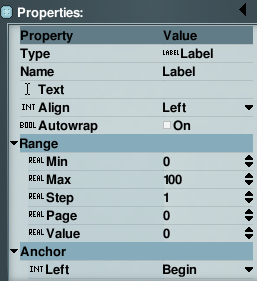 Properties:
Property Value
Type LABEL Label
Name Label
Text
INT Align Left
BOOL Autowrap On
Range
REAL Min 0
REAL Max 100
REAL Step 1
REAL Page 0
REAL Value 0
Anchor
INT Left Begin